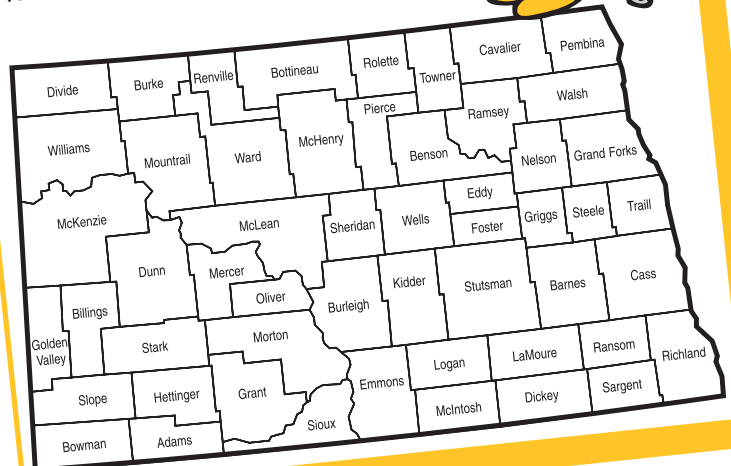 Divide
Burke
Renville
Bottineau
Rolette
Towner
Cavalier
Pembina
Pierce
Ramsey
Walsh
Williams
Mountrail
Ward
McHenry
Benson
Nelson
Grand Forks
McKenzie
McLean
Sheridan
Wells
Eddy
Foster
Griggs
Steele
Traill
Dunn
Mercer
Oliver
Burleigh
Kidder
Stutsman
Barnes
Cass
Golden
Valley
Billings
Stark
Morton
Emmons
Logan
LaMoure
Ransom
Richland
Slope
Hettinger
Grant
Sioux
McIntosh
Dickey
Sargent
Bowman
Adams